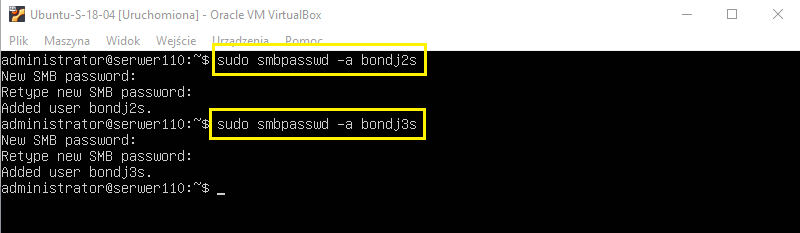 Ubuntu-S-18-04 [Uruchomiona] - Oracle VM VirtualBox
Plik Maszyna Widok Wejście Urządzenia Pomoc
administrator@serwer110:~$ sudo smbpasswd -a bondj2s
New SMB password:
Retype new SMB password:
Added user bondj2s.
administrator@serwer110:~$ sudo smbpasswd -a bondj3s
New SMB password:
Retype new SMB password:
Added user bondj3s.
administrator@serwer110:~$ _